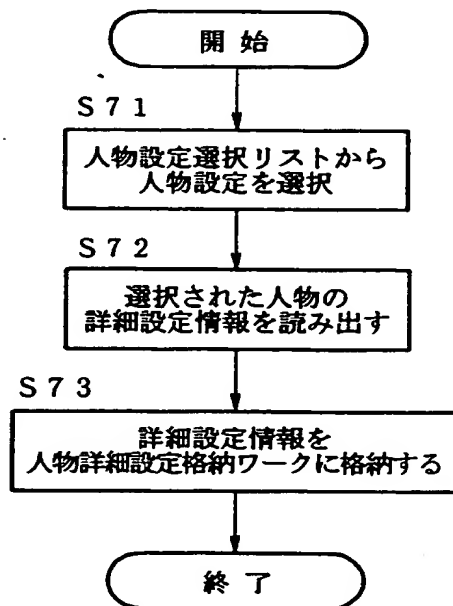 開始
S71
人物設定選択リストから
人物設定を選択
S72
選択された人物の
詳細設定情報を読み出す
S73
詳細設定情報を
人物詳細設定格納ワークに格納する
終了